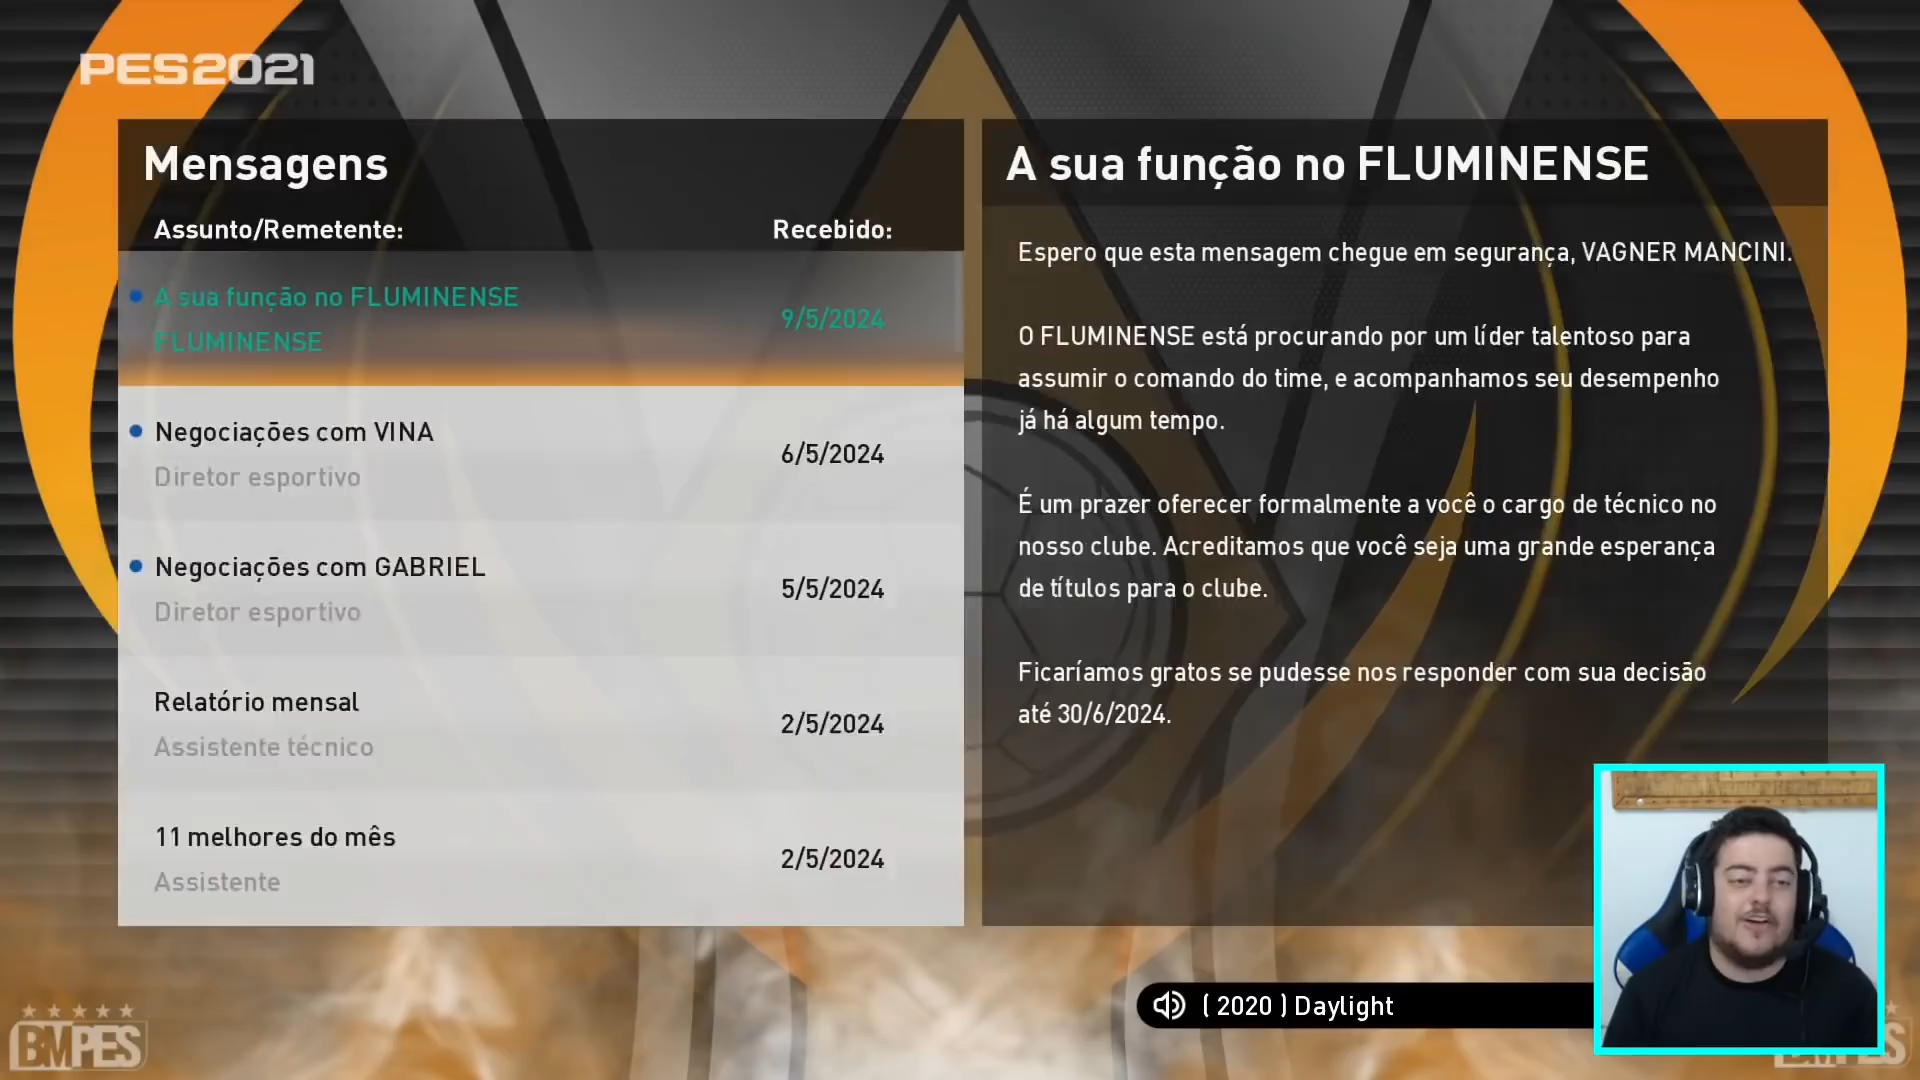 PES2021
Mensagens
Assunto/Remetente:
Recebido:
A sua função no FLUMINENSE
FLUMINENSE
9/5/2024
Negociações com VINA
Diretor esportivo
6/5/2024
Negociações com GABRIEL
Diretor esportivo
5/5/2024
Relatório mensal
Assistente técnico
2/5/2024
11 melhores do mês
Assistente
2/5/2024
A sua função no FLUMINENSE
Espero que esta mensagem chegue em segurança, VAGNER MANCINI.
O FLUMINENSE está procurando por um líder talentoso para
assumir o comando do time, e acompanhamos seu desempenho
já há algum tempo.
É um prazer oferecer formalmente a você o cargo de técnico no
nosso clube. Acreditamos que você seja uma grande esperança
de títulos para o clube.
Ficaríamos gratos se pudesse nos responder com sua decisão
até 30/6/2024.
( 2020 ) Daylight
BMPES